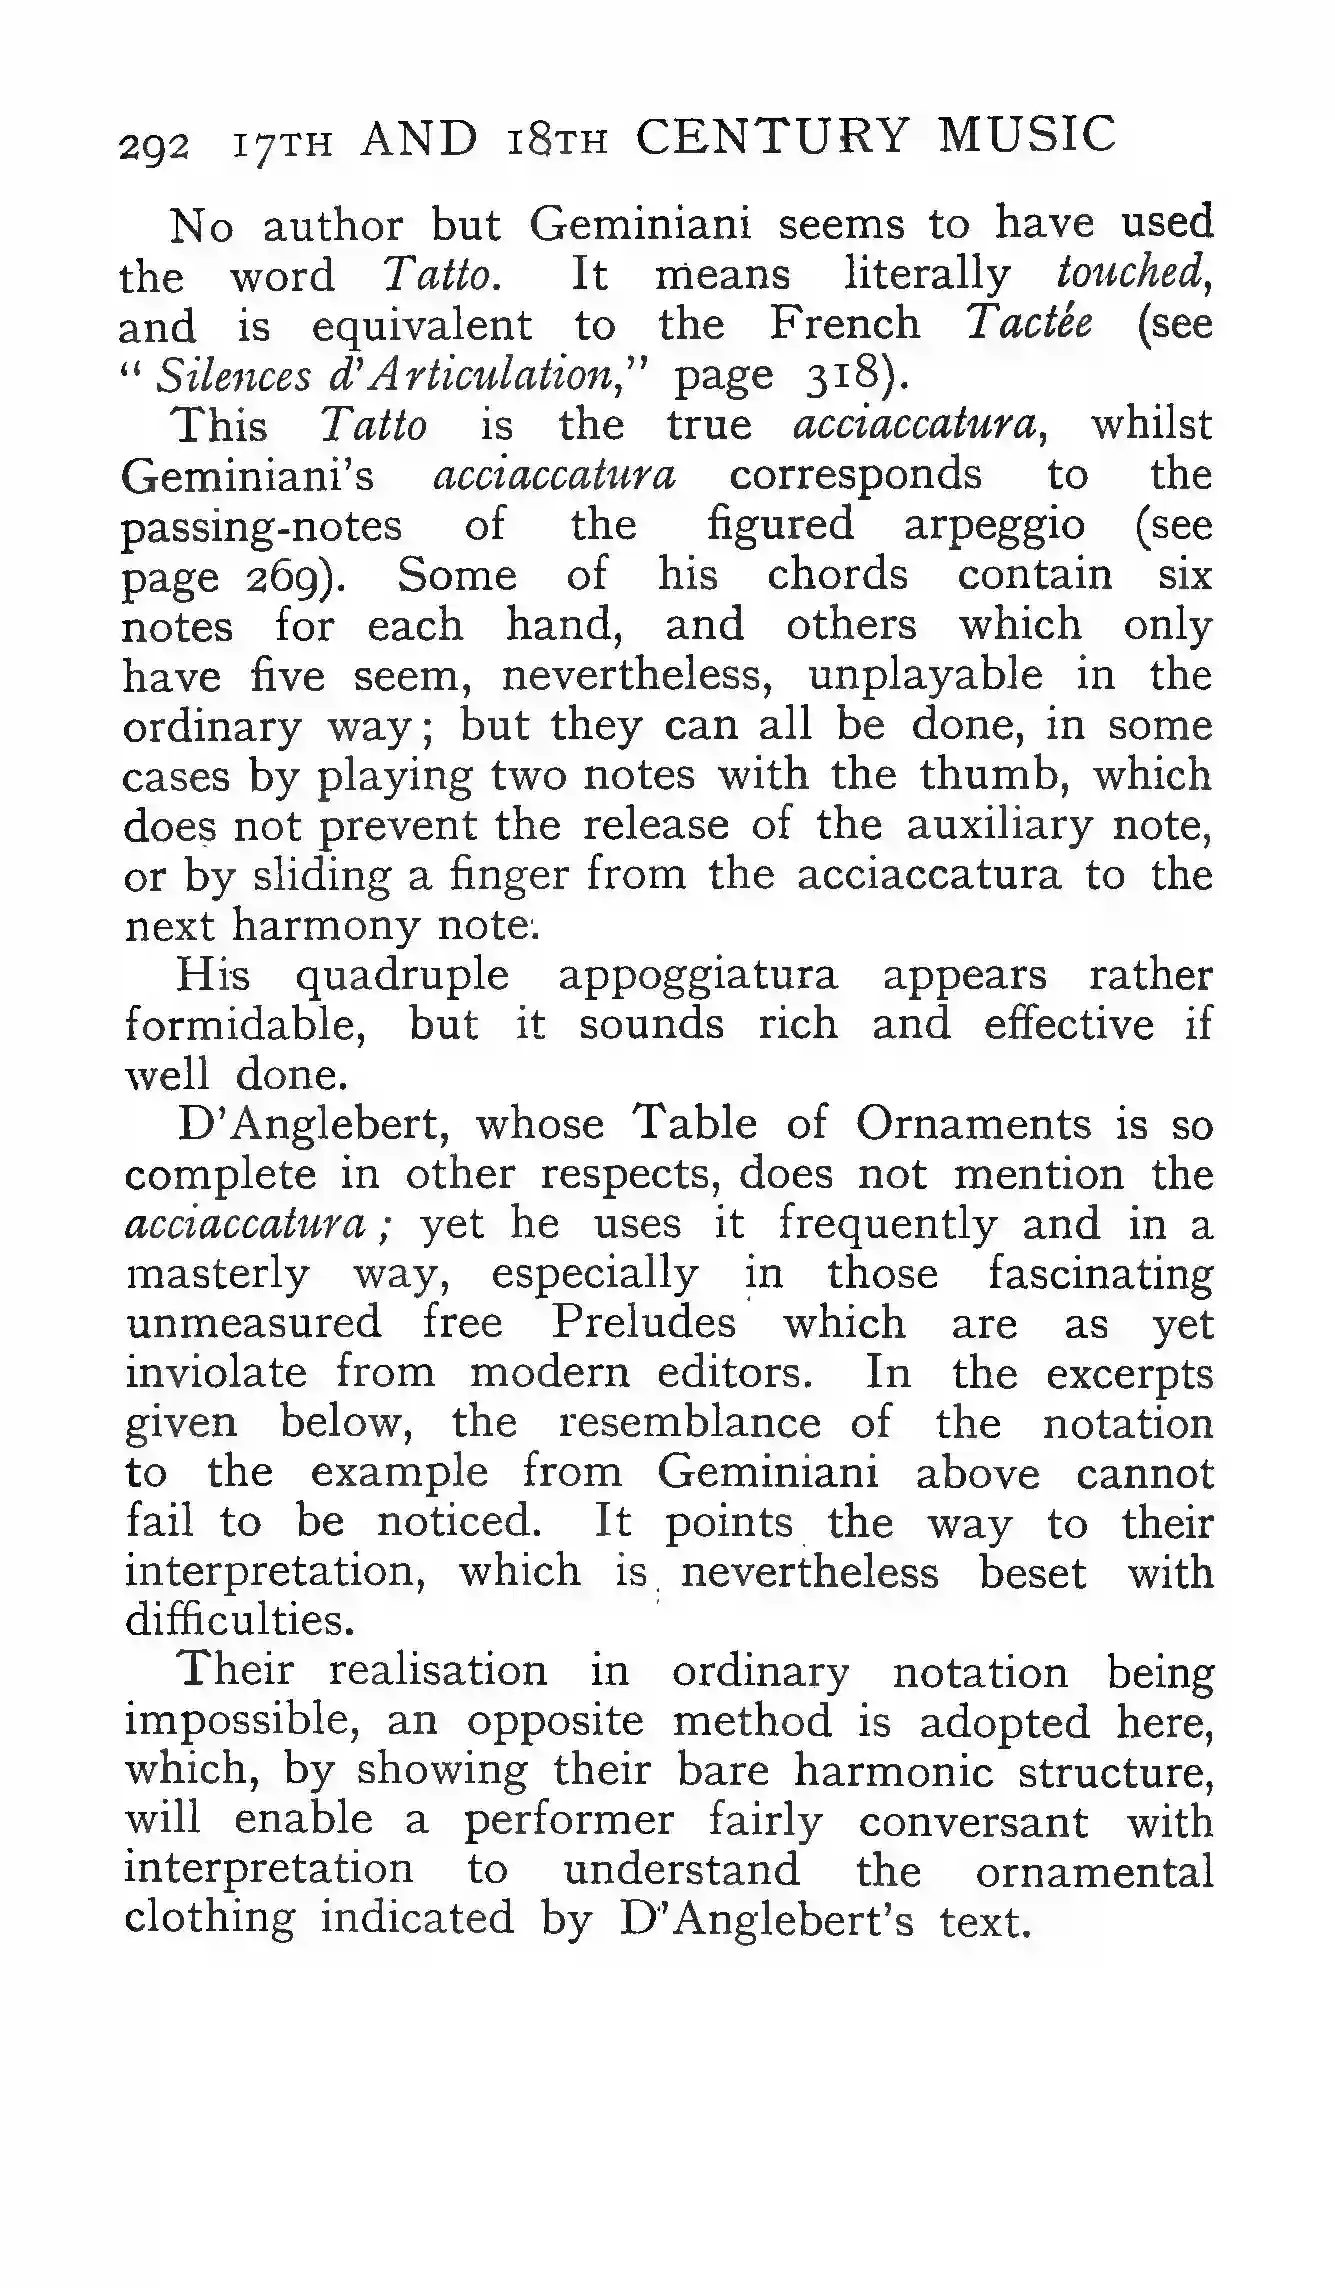 292 17TH AND 18TH CENTURY MUSIC
No author but Geminiani seems to have used
the word Tatto. It means literally touched,
and is equivalent to the French Tactée (see
“ Silences d’Articulation,” page 318).
This Tatto is the true acciaccatura, whilst
Geminiani’s acciaccatura corresponds to the
passing-notes of the figured arpeggio (see
page 269). Some of his chords contain six
notes for each hand, and others which only
have five seem, nevertheless, unplayable in the
ordinary way ; but they can all be done, in some
cases by playing two notes with the thumb, which
does not prevent the release of the auxiliary note,
or by sliding a finger from the acciaccatura to the
next harmony note.
His quadruple appoggiatura appears rather
formidable, but it sounds rich and effective if
well done.
D’Anglebert, whose Table of Ornaments is so
complete in other respects, does not mention the
acciaccatura ; yet he uses it frequently and in a
masterly way, especially in those fascinating
unmeasured free Preludes which are as yet
inviolate from modern editors. In the excerpts
given below, the resemblance of the notation
to the example from Geminiani above cannot
fail to be noticed. It points the way to their
interpretation, which is nevertheless beset with
difficulties.
Their realisation in ordinary notation being
impossible, an opposite method is adopted here,
which, by showing their bare harmonic structure,
will enable a performer fairly conversant with
interpretation to understand the ornamental
clothing indicated by D’Anglebert’s text.